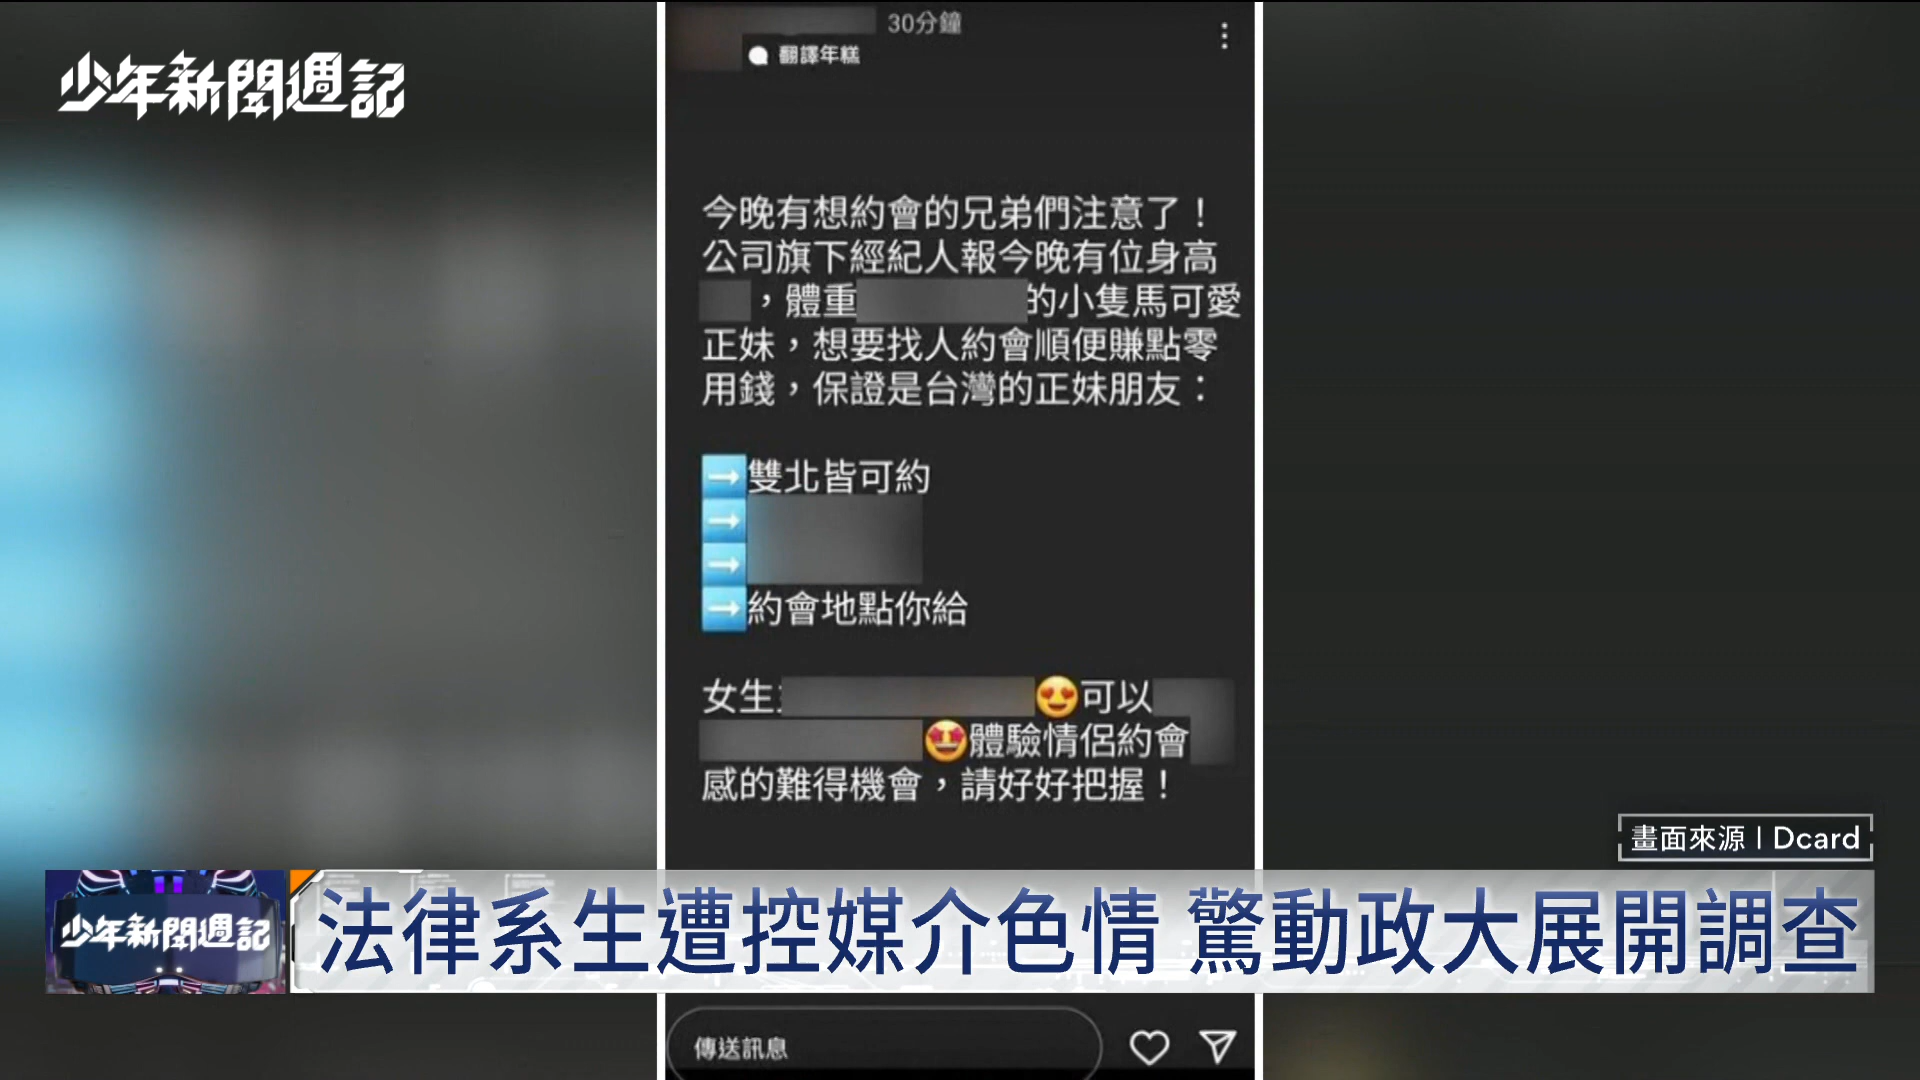 少年新聞週記
30分鐘
翻譯年糕
今晚有想約會的兄弟們注意了！
公司旗下經紀人報今晚有位身高
，體重的小隻馬可愛
正妹，想要找人約會順便賺點零
用錢，保證是台灣的正妹朋友：
➡雙北皆可約
➡
➡
➡約會地點你給
女生😍可以
🤩體驗情侶約會
感的難得機會，請好好把握！
畫面來源｜Dcard
少年新聞週記
法律系生遭控媒介色情 驚動政大展開調查
傳送訊息